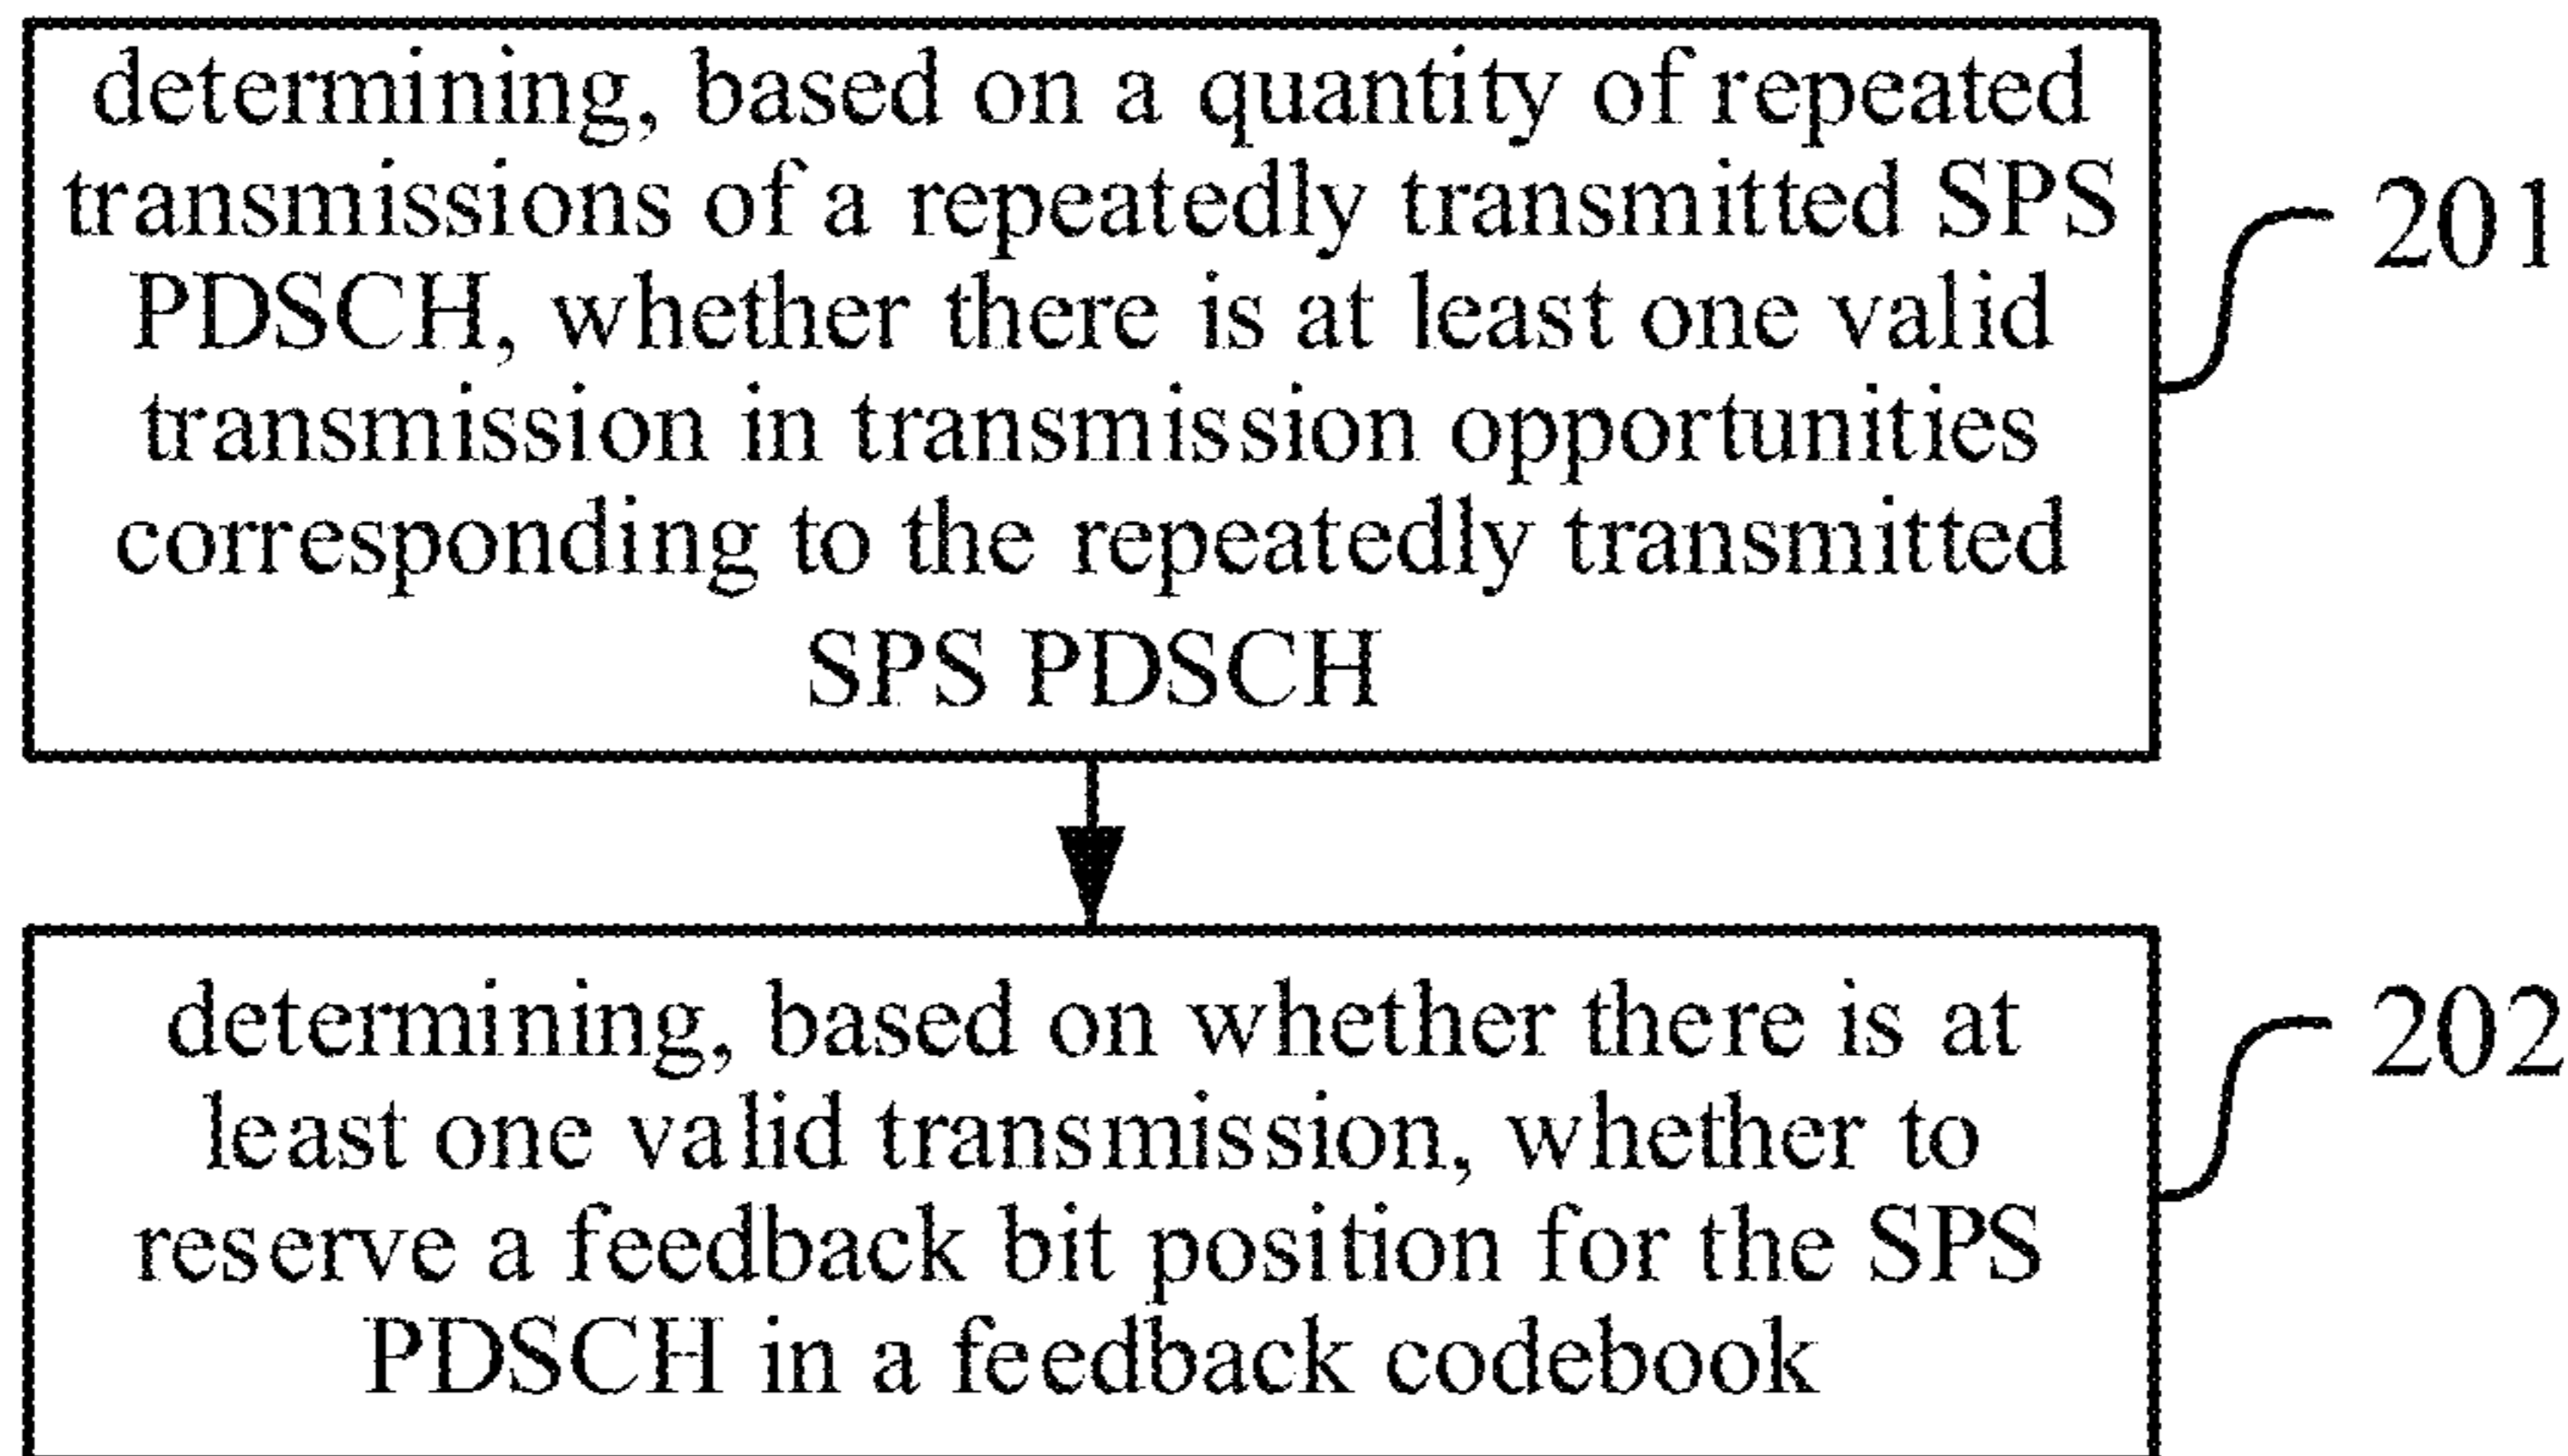 determining, based on a quantity of repeated
transmissions of a repeatedly transmitted SPS
PDSCH, whether there is at least one valid
transmission in transmission opportunities
corresponding to the repeatedly transmitted
SPS PDSCH
201
determining, based on whether there is at
least one valid transmission, whether to
reserve a feedback bit position for the SPS
PDSCH in a feedback codebook
202